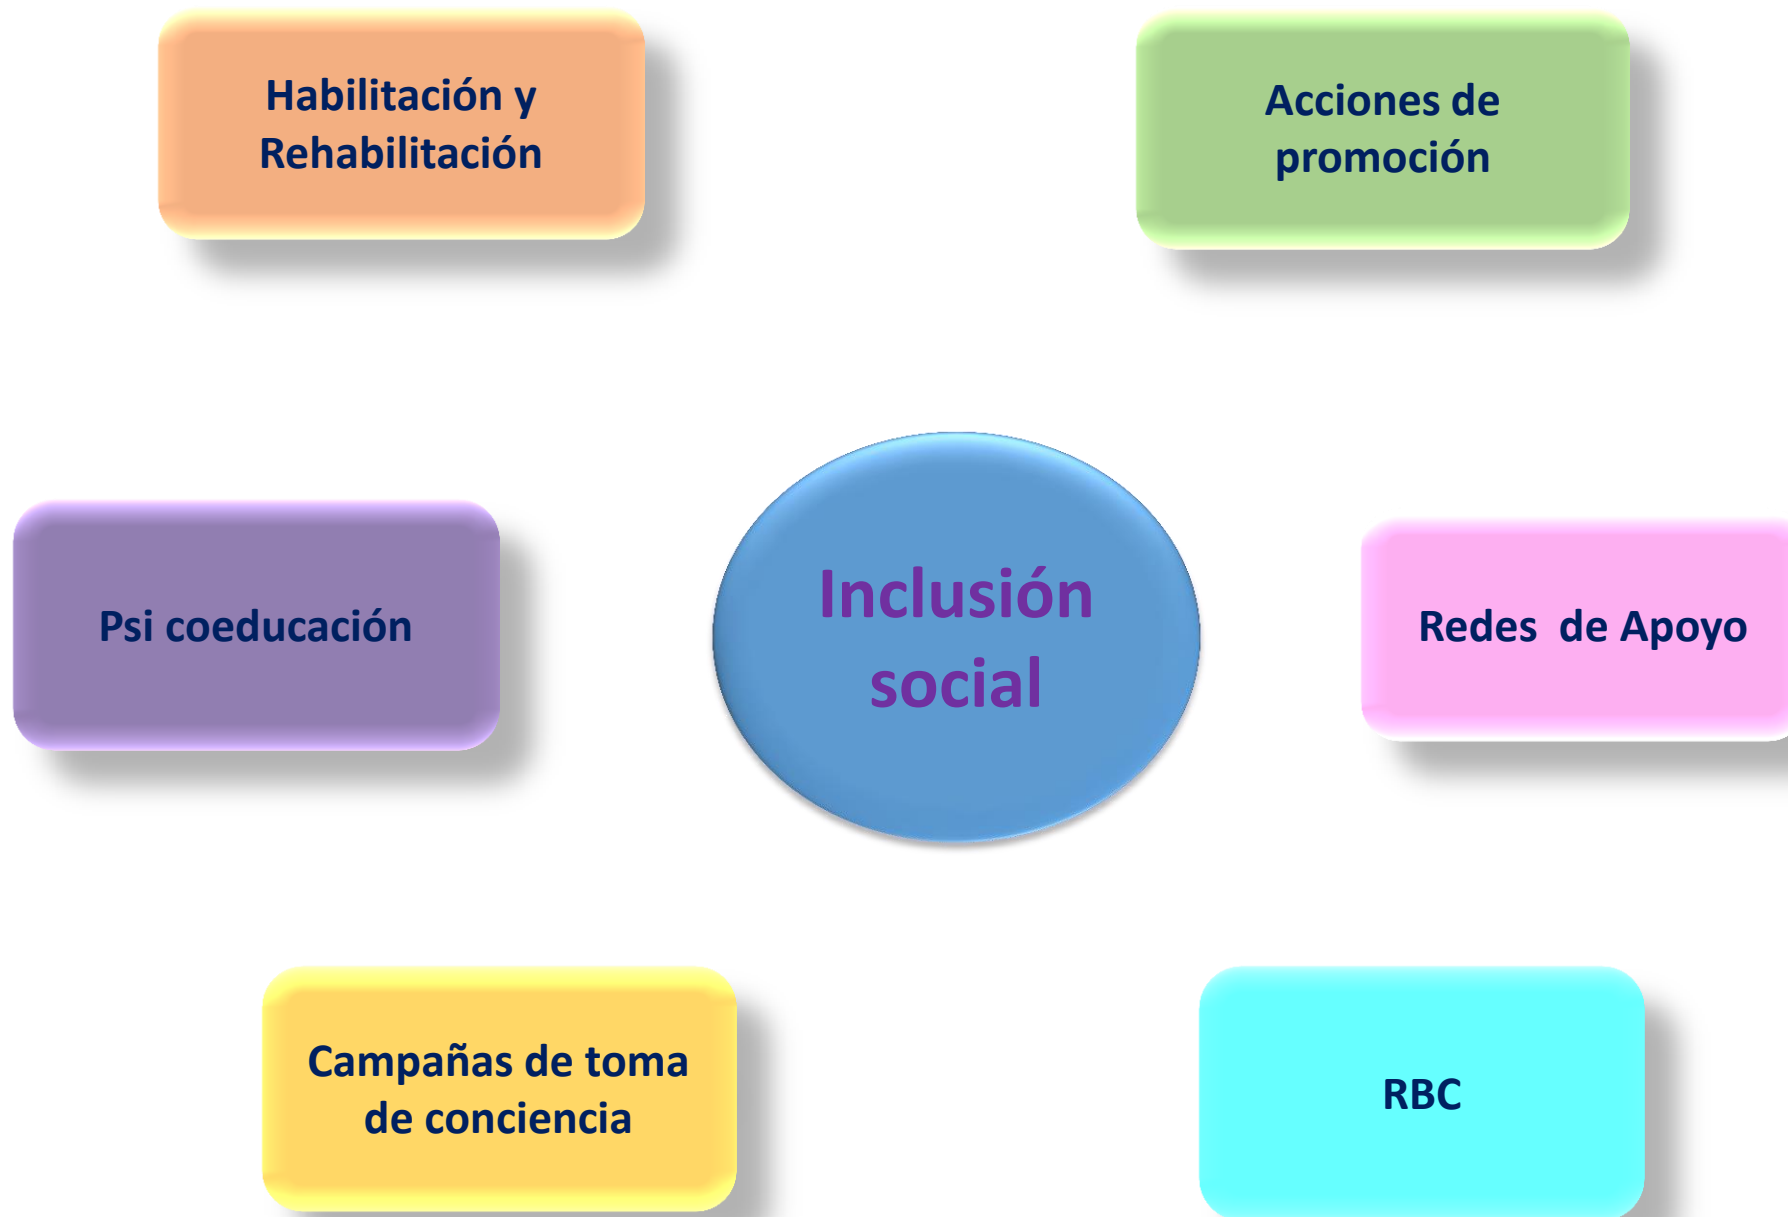 Habilitación y
Rehabilitación
Acciones de
promoción
Psi coeducación
Inclusión
social
Redes  de Apoyo
Campañas de toma
de conciencia
RBC